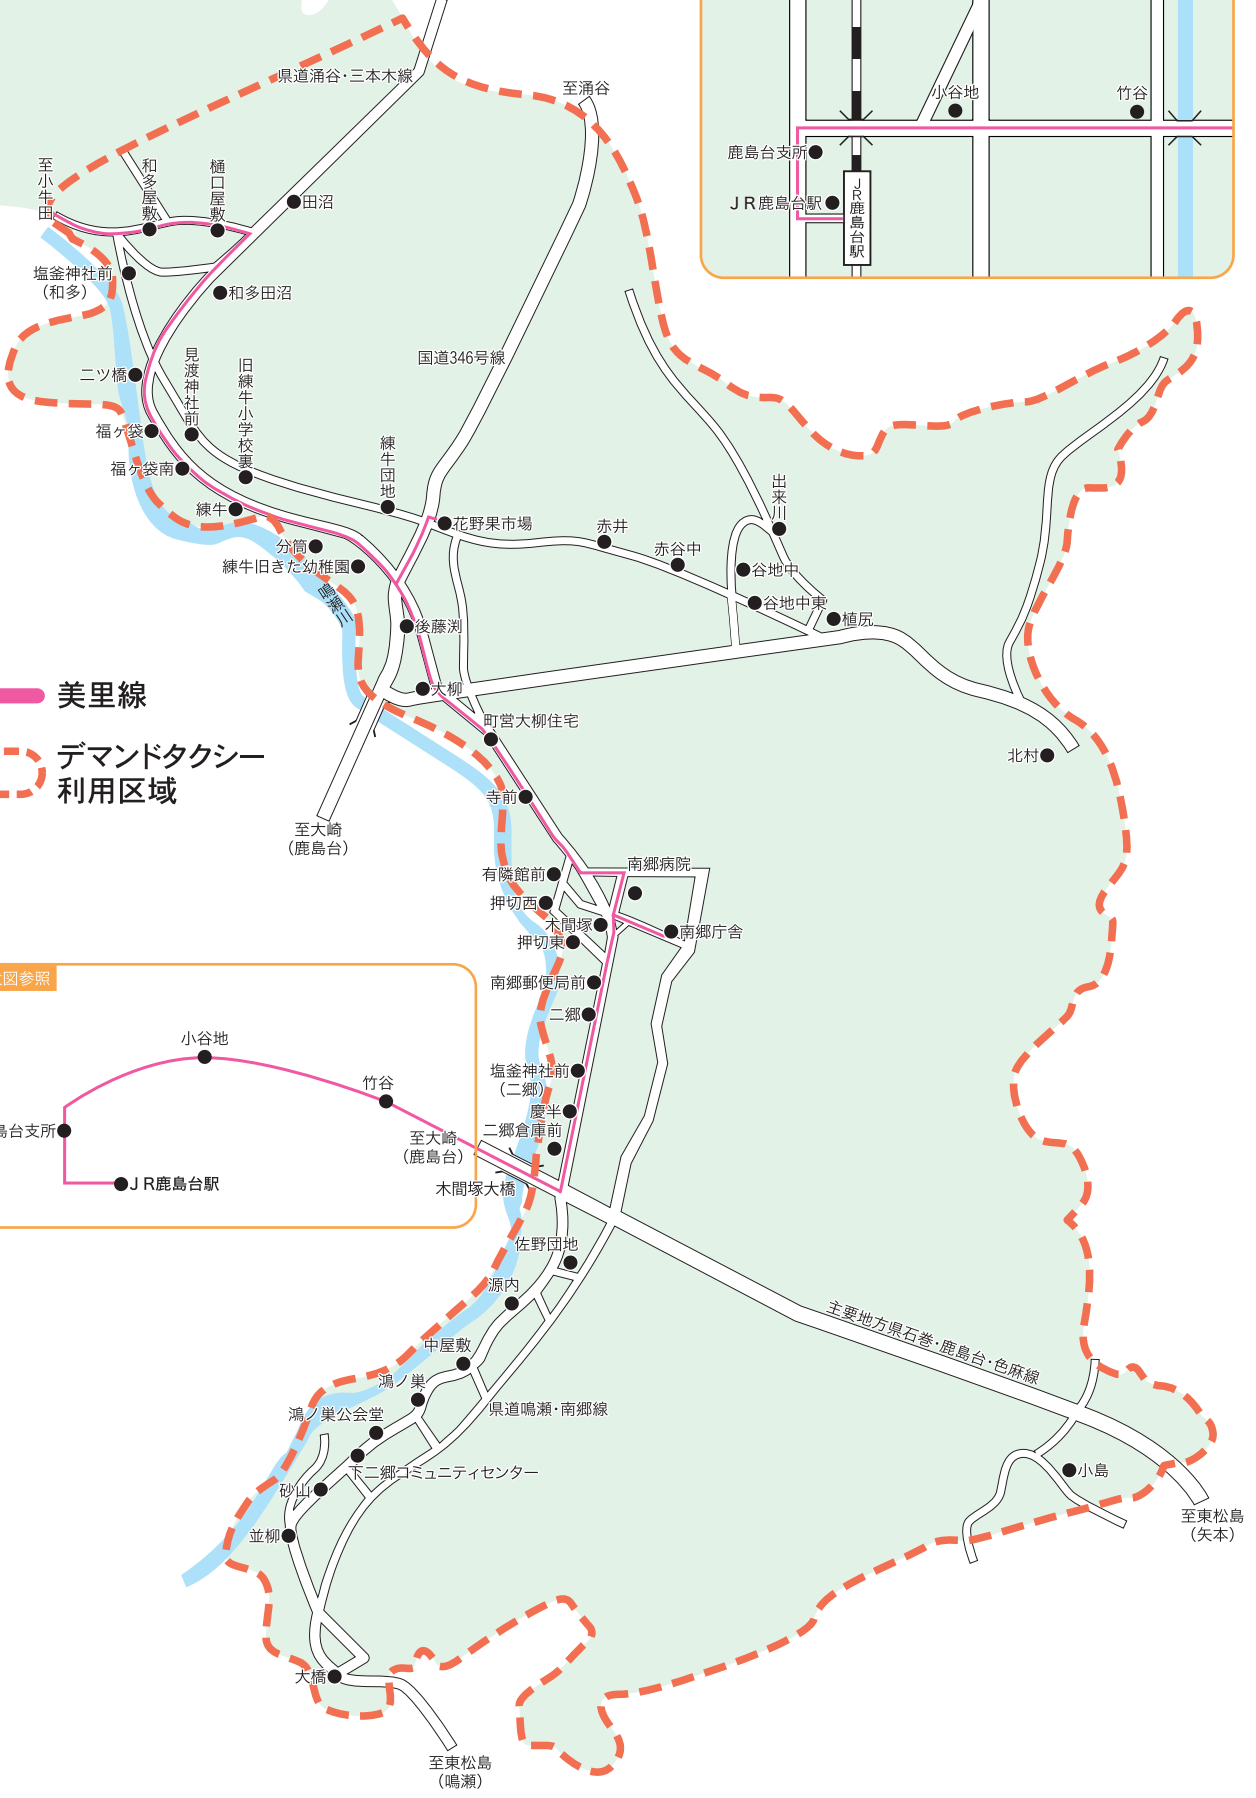 県道涌谷・三本木線
至涌谷
小谷地
竹谷
鹿島台支所
JR鹿島台駅
JR鹿島台駅
至小牛田
和多屋敷
樋口屋敷
田沼
塩釜神社前
（和多）
和多田沼
国道346号線
二ツ橋
見渡神社前
旧練牛小学校裏
福ヶ袋
福ヶ袋南
練牛団地
練牛
花野果市場
出来川
赤井
赤谷中
分筒
練牛旧きた幼稚園
谷地中
谷地中東
植尻
鳴瀬川
後藤渕
大柳
美里線
町営大柳住宅
デマンドタクシー
利用区域
北村
寺前
至大崎
（鹿島台）
南郷病院
有隣館前
押切西
木間塚
南郷庁舎
押切東
図参照
南郷郵便局前
二郷
小谷地
塩釜神社前
（二郷）
竹谷
慶半
島台支所
二郷倉庫前
至大崎
（鹿島台）
JR鹿島台駅
木間塚大橋
佐野団地
源内
主要地方県石巻・鹿島台・色麻線
中屋敷
鴻ノ巣
県道鳴瀬・南郷線
鴻ノ巣公会堂
下二郷コミュニティセンター
小島
砂山
至東松島
（矢本）
並柳
大橋
至東松島
（鳴瀬）